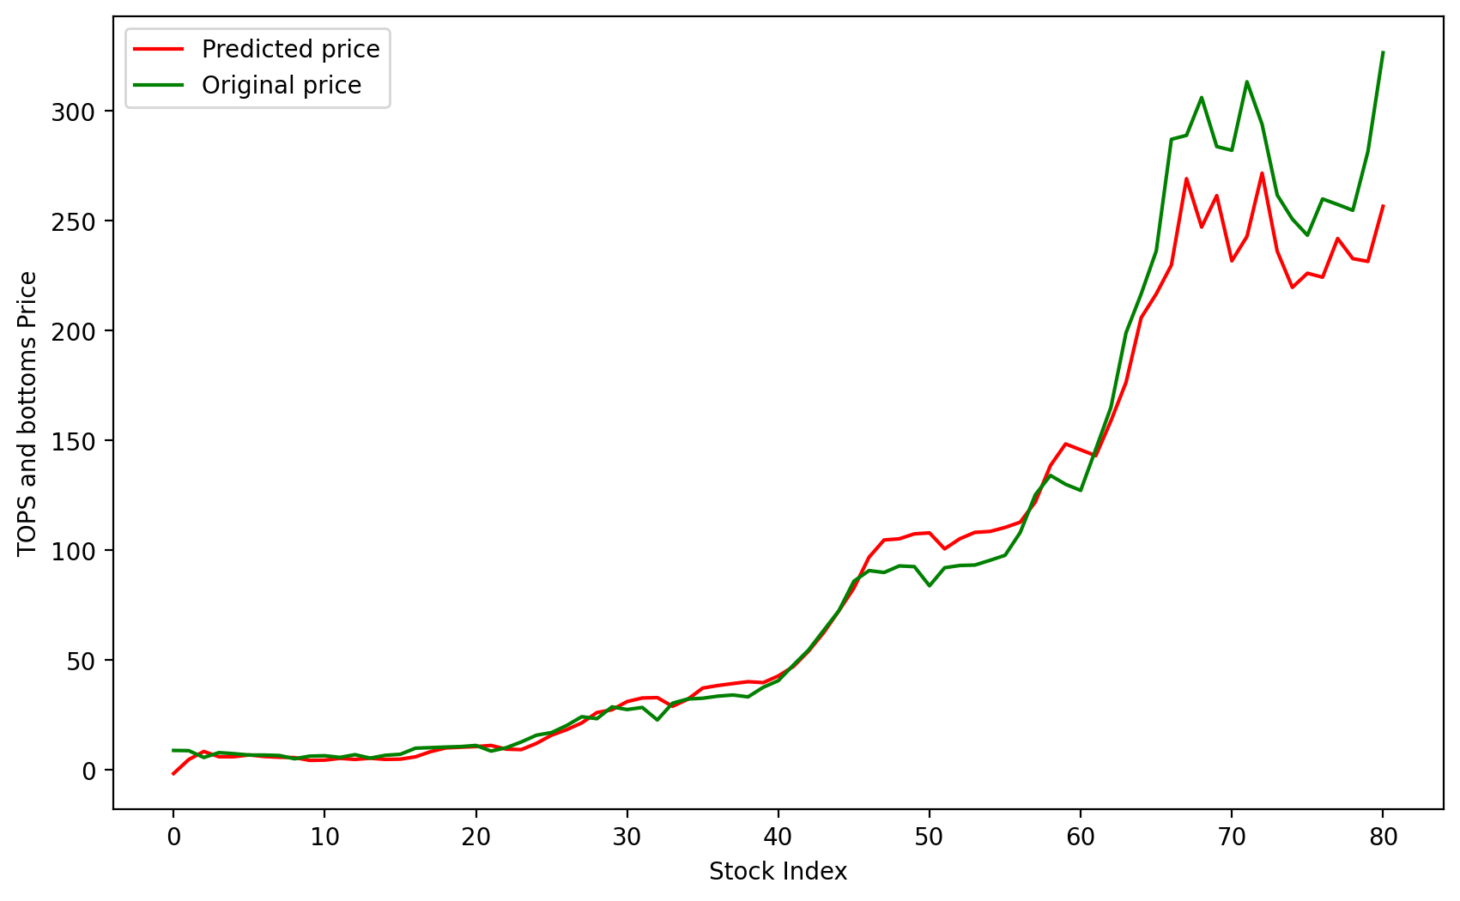 Predicted price
Original price
300
250
200
150
100
50
0
TOPS and bottoms Price
0 10 20 30 40 50 60 70 80
Stock Index